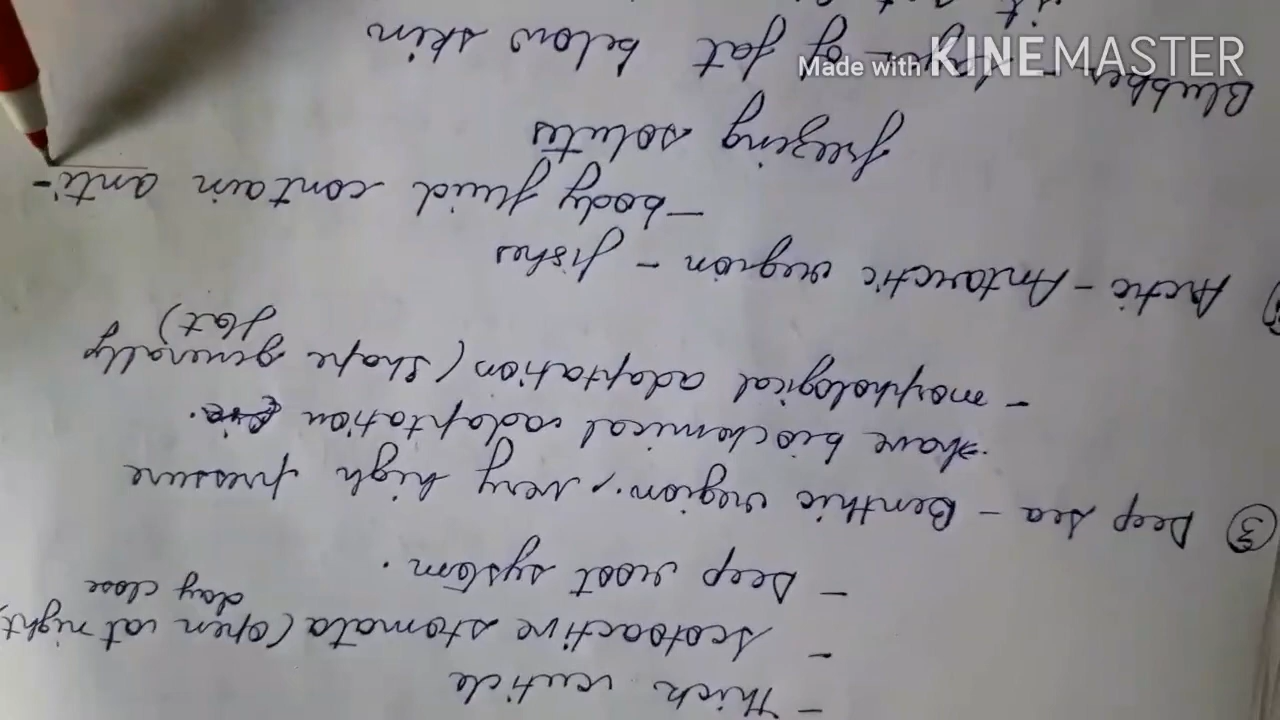 - Thick cuticle
- Scotoactive stomata (open at night,
day close
- Deep root system.
③ Deep sea - Benthic region, very high pressure
have biochemical adaptation
- morphological adaptation (shape generally
flat)
Arctic - Antarctic region - fishes
- body fluid contain anti-
freezing solutes
Blubber - layer of fat below skin
Made with KINEMASTER